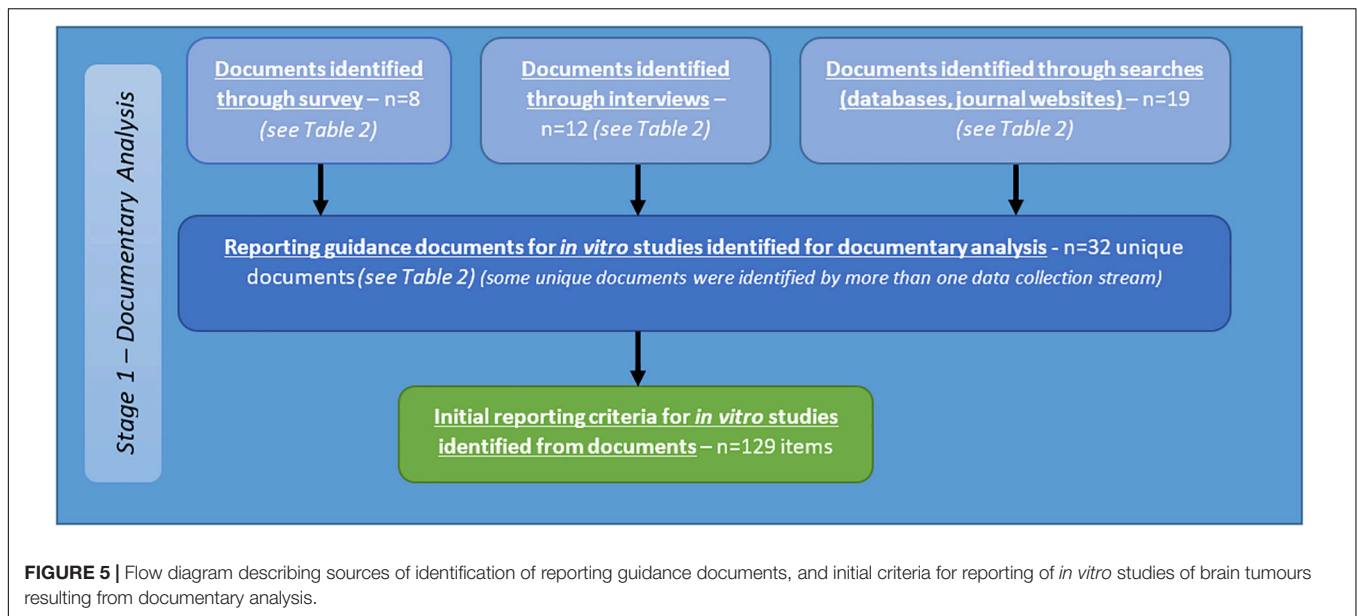 Stage 1 – Documentary Analysis
Documents identified
through survey – n=8
(see Table 2)
Documents identified
through interviews –
n=12 (see Table 2)
Documents identified through searches
(databases, journal websites) – n=19
(see Table 2)
Reporting guidance documents for in vitro studies identified for documentary analysis - n=32 unique
documents (see Table 2) (some unique documents were identified by more than one data collection stream)
Initial reporting criteria for in vitro studies
identified from documents – n=129 items
FIGURE 5 | Flow diagram describing sources of identification of reporting guidance documents, and initial criteria for reporting of in vitro studies of brain tumours
resulting from documentary analysis.